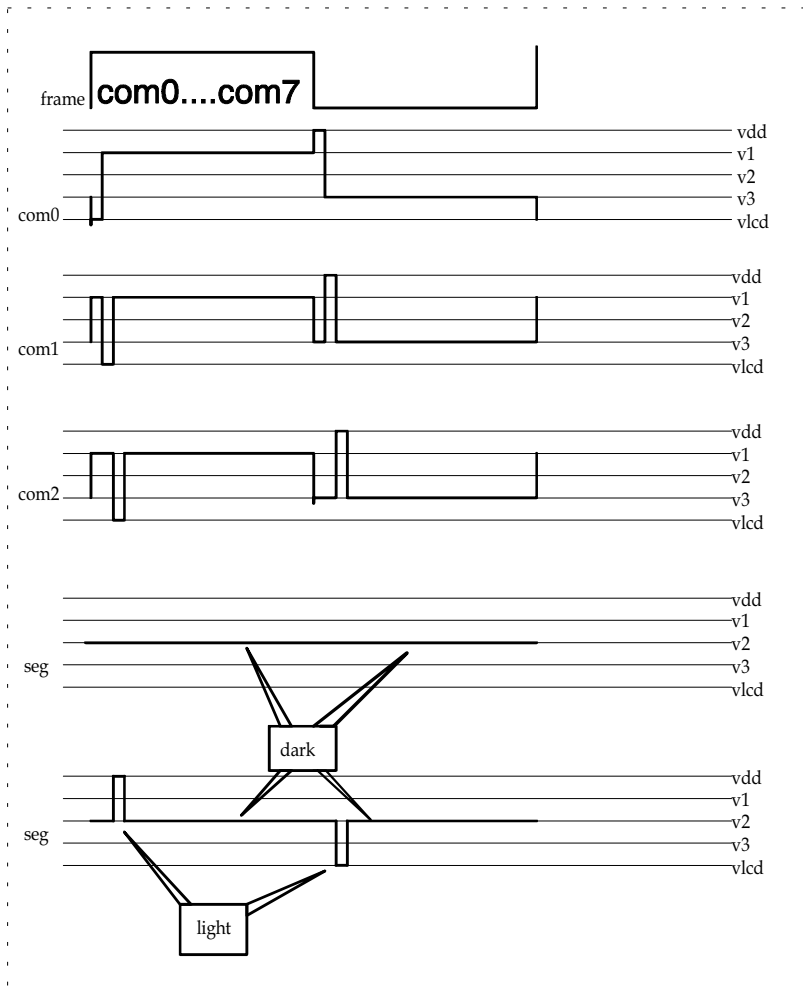 frame com0....com7
vdd
v1
v2
v3
com0
vlcd
vdd
v1
v2
v3
com1
vlcd
vdd
v1
v2
com2
v3
vlcd
vdd
v1
v2
seg
v3
vlcd
dark
vdd
v1
v2
seg
v3
vlcd
light